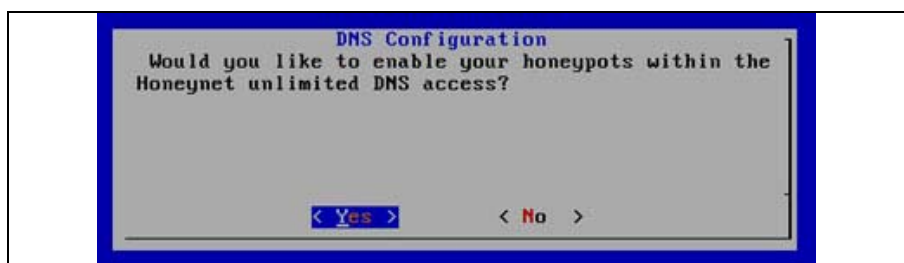 DNS Configuration
Would you like to enable your honeypots within the
Honeynet unlimited DNS access?
< Yes > < No >